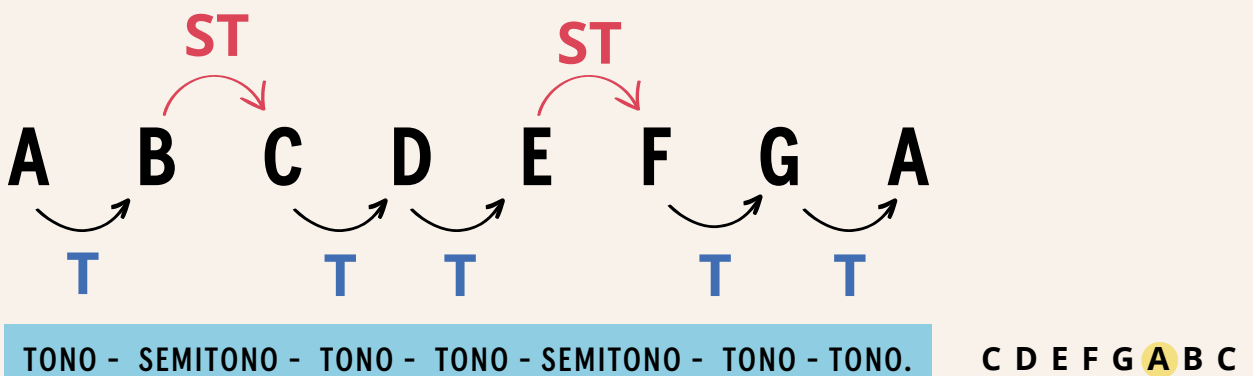 ST ST
A B C D E F G A
T T T T T
TONO - SEMITONO - TONO - TONO - SEMITONO - TONO - TONO.
C D E F G A B C